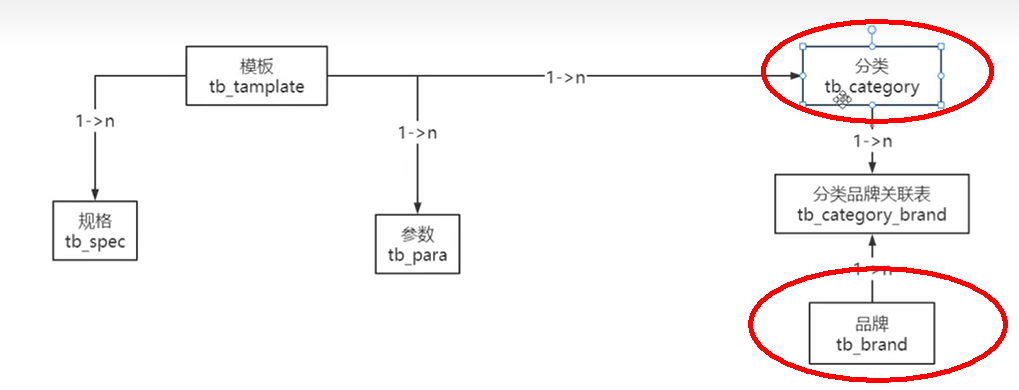 模板
tb_tamplate
1->n
分类
tb_category
1->n
1->n
1->n
分类品牌关联表
tb_category_brand
规格
tb_spec
参数
tb_para
1->n
品牌
tb_brand